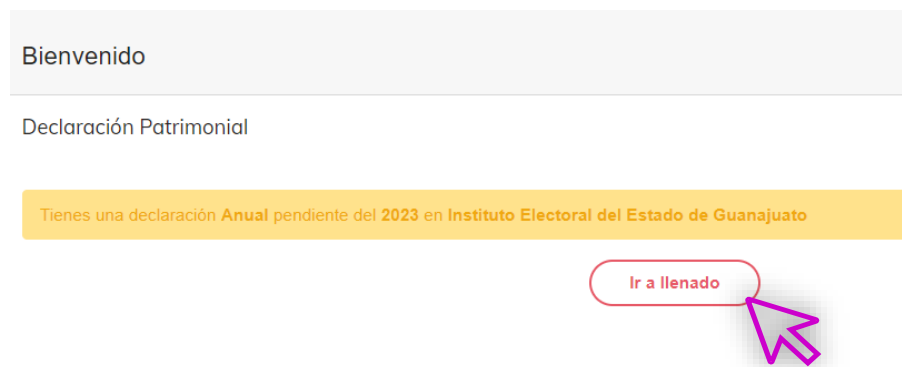 Bienvenido
Declaración Patrimonial
Tienes una declaración Anual pendiente del 2023 en Instituto Electoral del Estado de Guanajuato
Ir a llenado